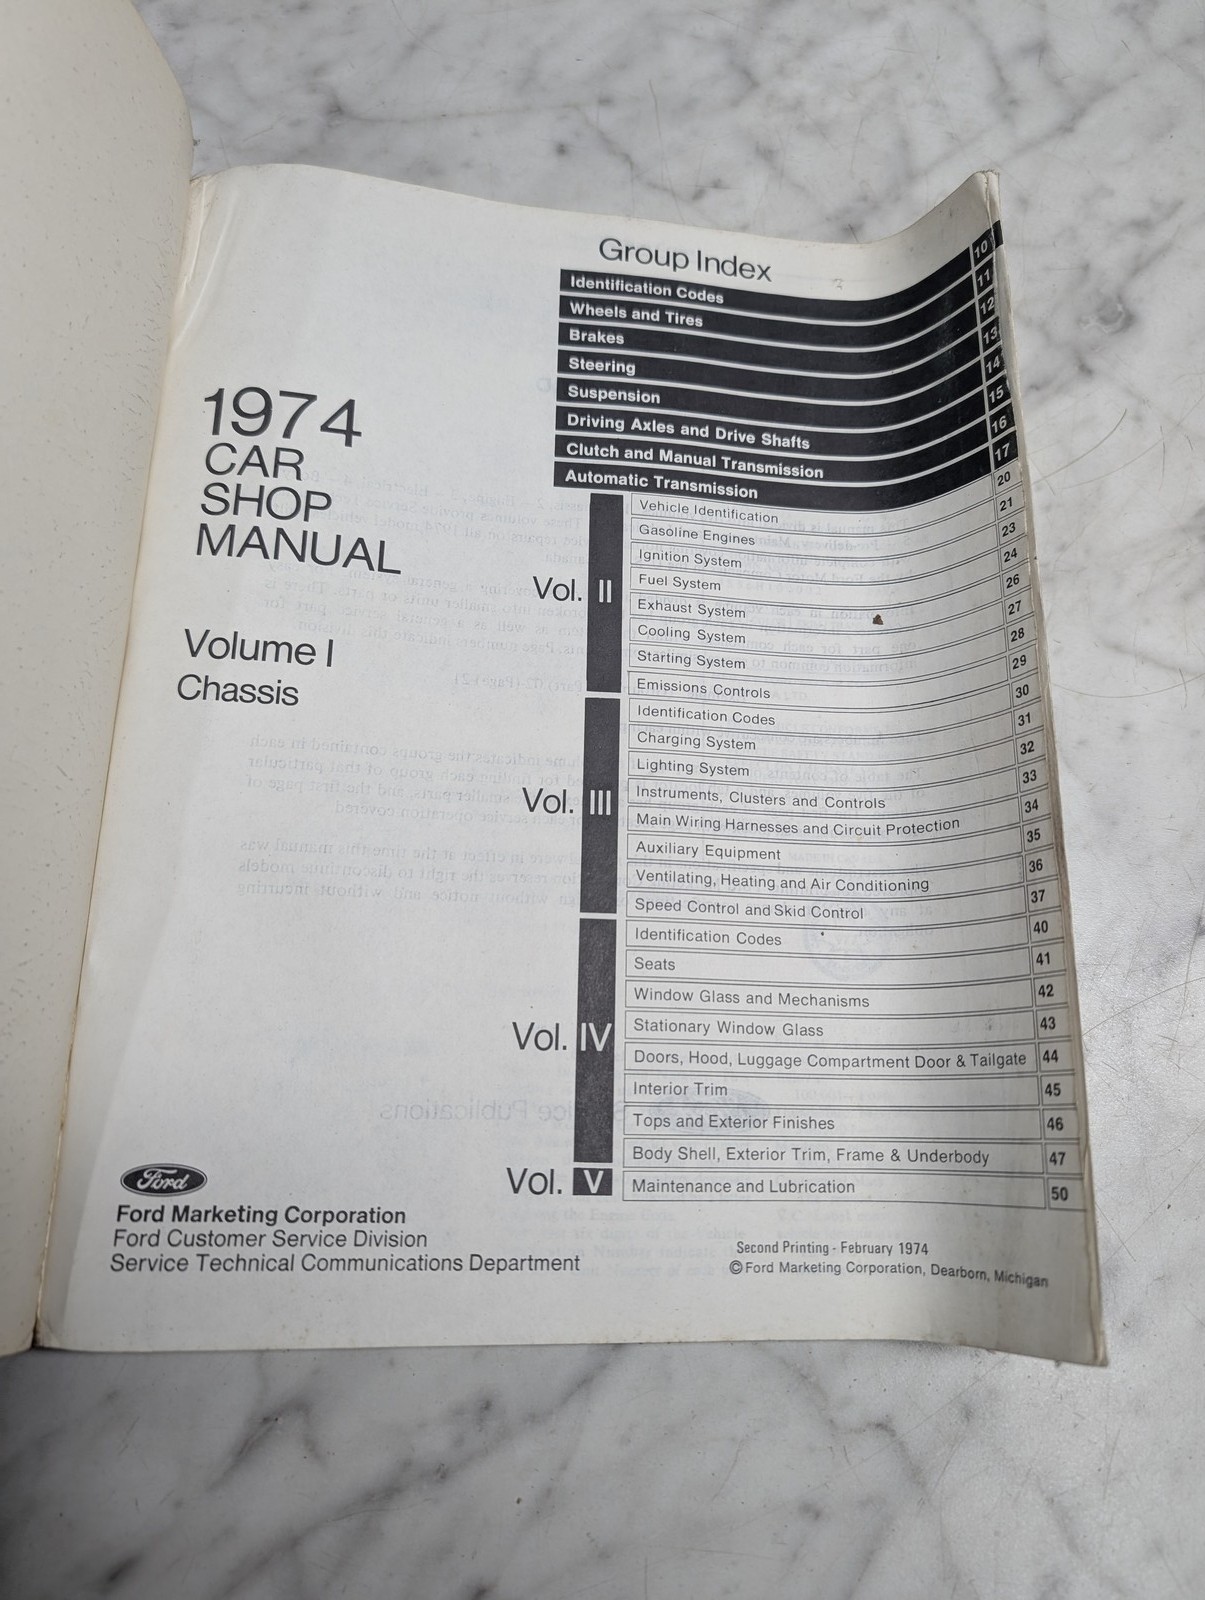 Group Index
Identification Codes 10
Wheels and Tires 11
Brakes 12
Steering 13
Suspension 14
Driving Axles and Drive Shafts 15
Clutch and Manual Transmission 16
Automatic Transmission 17
1974
CAR
SHOP
MANUAL
Volume I
Chassis
Vol. II
Vehicle Identification 20
Gasoline Engines 21
Ignition System 23
Fuel System 24
Exhaust System 26
Cooling System 27
Starting System 28
Emissions Controls 29
Vol. III
Identification Codes 30
Charging System 31
Lighting System 32
Instruments, Clusters and Controls 33
Main Wiring Harnesses and Circuit Protection 34
Auxiliary Equipment 35
Ventilating, Heating and Air Conditioning 36
Speed Control and Skid Control 37
Vol. IV
Identification Codes 40
Seats 41
Window Glass and Mechanisms 42
Stationary Window Glass 43
Doors, Hood, Luggage Compartment Door & Tailgate 44
Interior Trim 45
Tops and Exterior Finishes 46
Body Shell, Exterior Trim, Frame & Underbody 47
Vol. V
Maintenance and Lubrication 50
Ford
Ford Marketing Corporation
Ford Customer Service Division
Service Technical Communications Department
Second Printing - February 1974
© Ford Marketing Corporation, Dearborn, Michigan